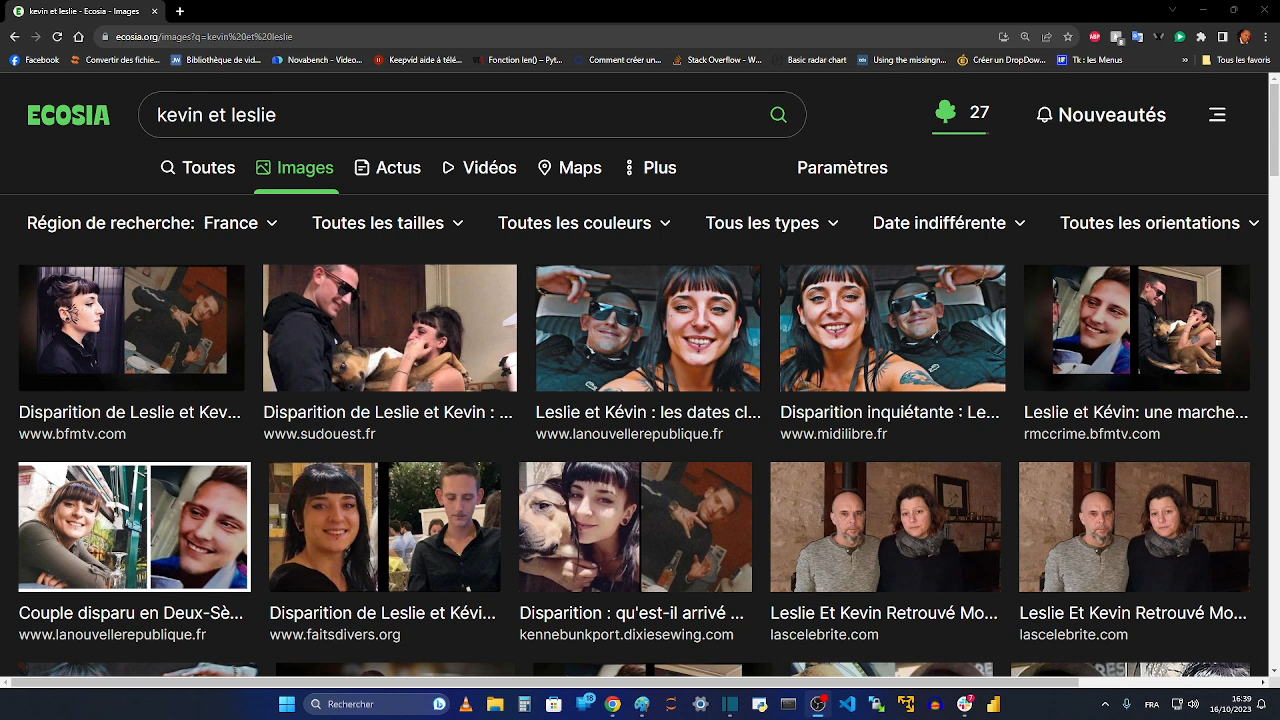 kevin et leslie - Ecosia - Images
ecosia.org/images?q=kevin%20et%20leslie
Facebook
Convertir des fichie...
Bibliothèque de vid...
Novabench - Video...
Keepvid aide à télé...
Fonction len() – Pyt...
Comment créer un...
Stack Overflow - W...
Basic radar chart
Using the missingn...
Créer un DropDow...
Tk : les Menus
»
Tous les favoris
ECOSIA
kevin et leslie
27
Nouveautés
Toutes
Images
Actus
Vidéos
Maps
Plus
Paramètres
Région de recherche: France
Toutes les tailles
Toutes les couleurs
Tous les types
Date indifférente
Toutes les orientations
Disparition de Leslie et Kev...
www.bfmtv.com
Disparition de Leslie et Kevin : ...
www.sudouest.fr
Leslie et Kévin : les dates cl...
www.lanouvellerepublique.fr
Disparition inquiétante : Le...
www.midilibre.fr
Leslie et Kévin: une marche...
rmccrime.bfmtv.com
Couple disparu en Deux-Sè...
www.lanouvellerepublique.fr
Disparition de Leslie et Kévi...
www.faitsdivers.org
Disparition : qu'est-il arrivé ...
kennebunkport.dixiesewing.com
Leslie Et Kevin Retrouvé Mo...
lascelebrite.com
Leslie Et Kevin Retrouvé Mo...
lascelebrite.com
Rechercher
FRA
16:39
16/10/2023